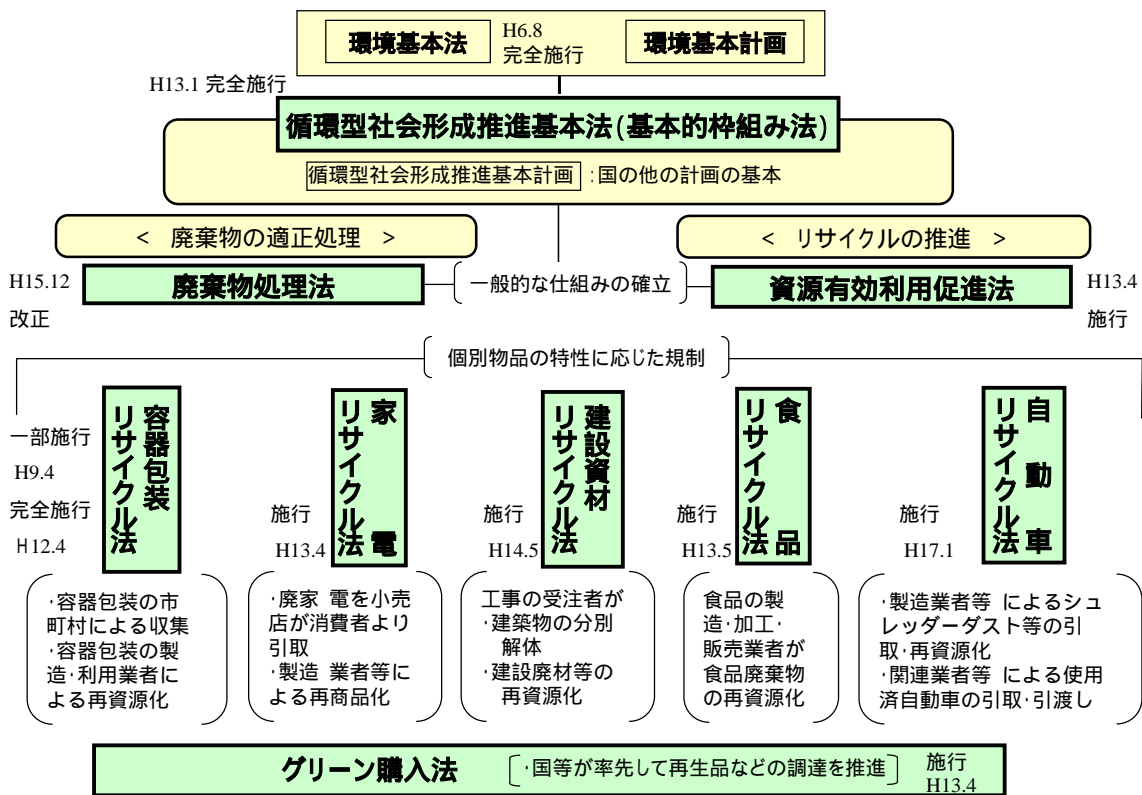 環境基本法
H6.8
完全施行
環境基本計画
H13.1 完全施行
循環型社会形成推進基本法(基本的枠組み法)
循環型社会形成推進基本計画 :国の他の計画の基本
< 廃棄物の適正処理 >
< リサイクルの推進 >
H15.12
改正
廃棄物処理法
一般的な仕組みの確立
資源有効利用促進法
H13.4
施行
個別物品の特性に応じた規制
一部施行
H9.4
完全施行
H12.4
容器包装
リサイクル法
施行
H13.4
家電
リサイクル法
施行
H14.5
建設資材
リサイクル法
施行
H13.5
食品
リサイクル法
施行
H17.1
自動車
リサイクル法
・容器包装の市
町村による収集
・容器包装の製
造・利用業者に
よる再資源化
・廃家 電を小売
店が消費者より
引取
・製造 業者等に
よる再商品化
工事の受注者が
・建築物の分別
解体
・建設廃材等の
再資源化
食品の製
造・加工・
販売業者が
食品廃棄物
の再資源化
・製造業者等 によるシュ
レッダーダスト等の引
取・再資源化
・関連業者等 による使用
済自動車の引取・引渡し
グリーン購入法
・国等が率先して再生品などの調達を推進
施行
H13.4